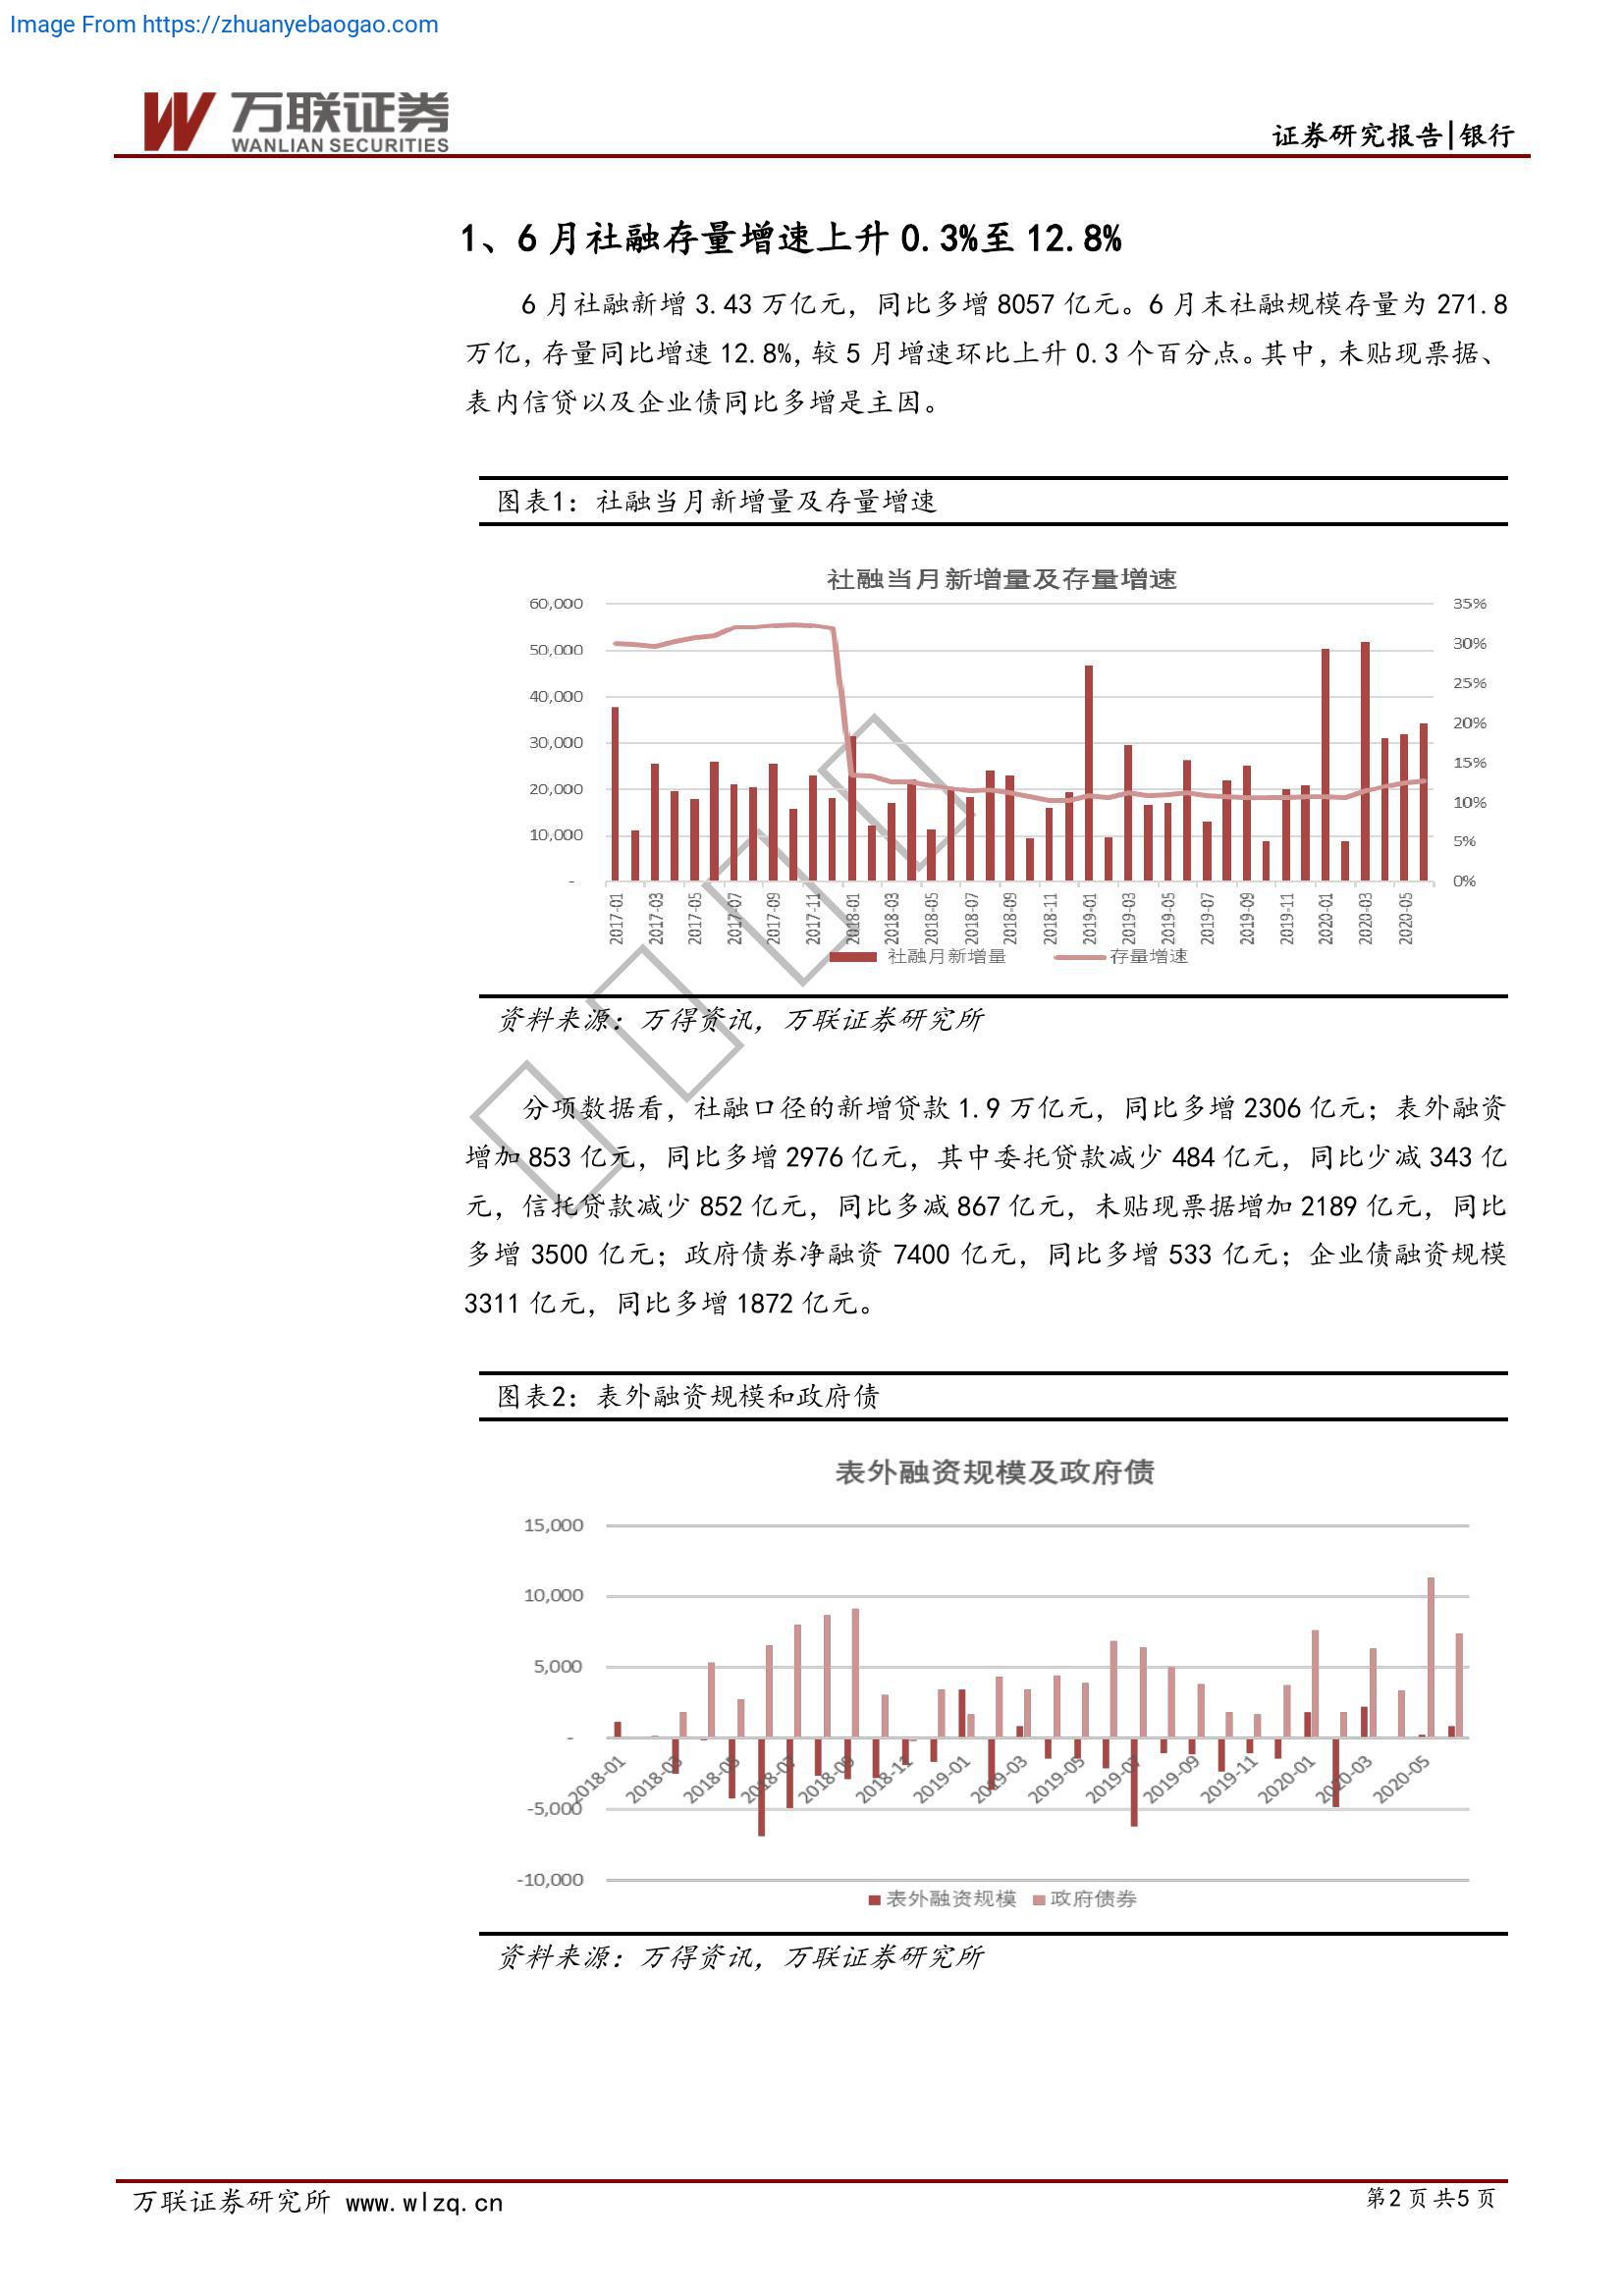 Image From https://zhuanyebaogao.com
万联证券
WANLIAN SECURITIES
证券研究报告|银行
1、6 月社融存量增速上升 0.3%至 12.8%
6 月社融新增 3.43 万亿元，同比多增 8057 亿元。6 月末社融规模存量为 271.8
万亿，存量同比增速 12.8%，较 5 月增速环比上升 0.3 个百分点。其中，未贴现票据、
表内信贷以及企业债同比多增是主因。
图表1：社融当月新增量及存量增速
社融当月新增量及存量增速
60,000
50,000
40,000
30,000
20,000
10,000
-
35%
30%
25%
20%
15%
10%
5%
0%
2017-01
2017-03
2017-05
2017-07
2017-09
2017-11
2018-01
2018-03
2018-05
2018-07
2018-09
2018-11
2019-01
2019-03
2019-05
2019-07
2019-09
2019-11
2020-01
2020-03
2020-05
社融月新增量
存量增速
资料来源：万得资讯，万联证券研究所
分项数据看，社融口径的新增贷款 1.9 万亿元，同比多增 2306 亿元；表外融资
增加 853 亿元，同比多增 2976 亿元，其中委托贷款减少 484 亿元，同比少减 343 亿
元，信托贷款减少 852 亿元，同比多减 867 亿元，未贴现票据增加 2189 亿元，同比
多增 3500 亿元；政府债券净融资 7400 亿元，同比多增 533 亿元；企业债融资规模
3311 亿元，同比多增 1872 亿元。
图表2：表外融资规模和政府债
表外融资规模及政府债
15,000
10,000
5,000
-
-5,000
-10,000
2018-01
2018-03
2018-05
2018-07
2018-09
2018-11
2019-01
2019-03
2019-05
2019-07
2019-09
2019-11
2020-01
2020-03
2020-05
表外融资规模
政府债券
资料来源：万得资讯，万联证券研究所
万联证券研究所 www.wlzq.cn
第 2 页 共 5 页